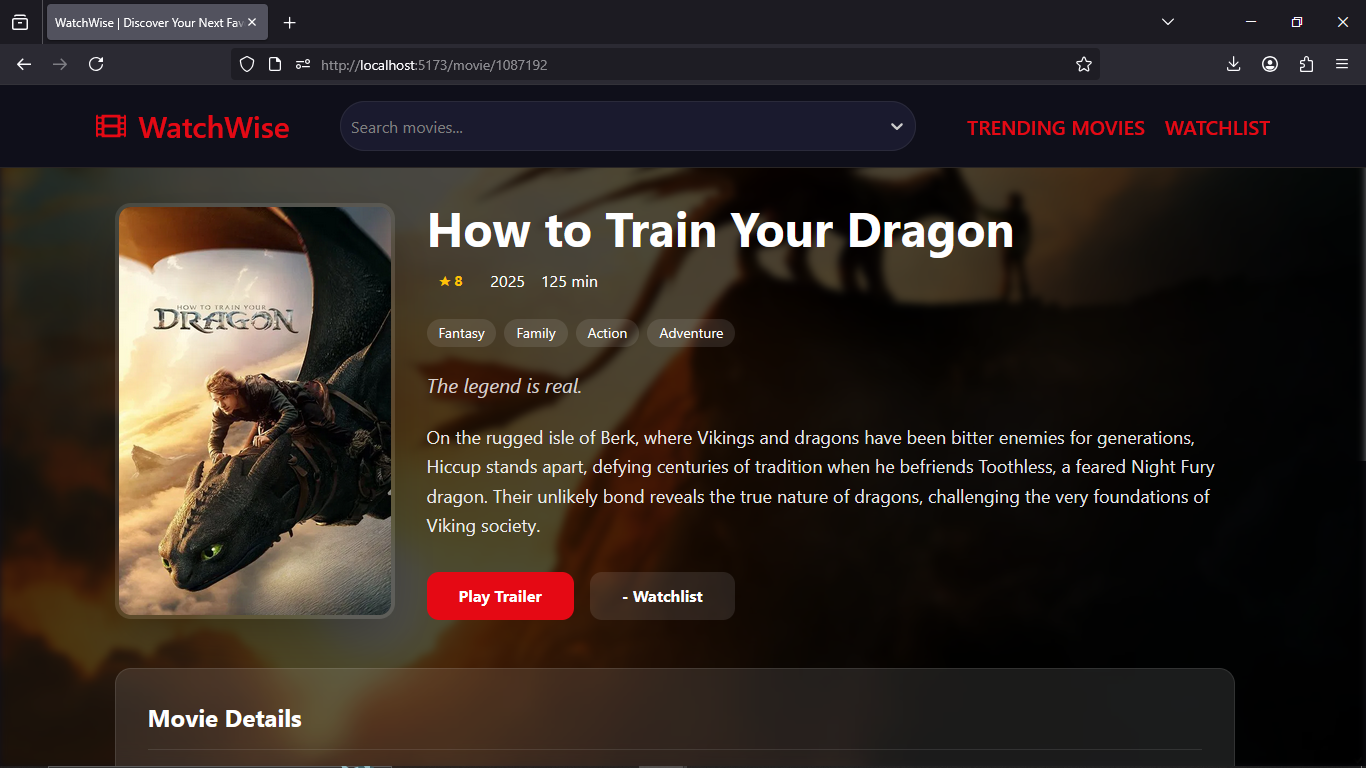 WatchWise | Discover Your Next Fav
http://localhost:5173/movie/1087192
WatchWise
Search movies...
TRENDING MOVIES WATCHLIST
HOW TO TRAIN YOUR
DRAGON
How to Train Your Dragon
★ 8 2025 125 min
Fantasy Family Action Adventure
The legend is real.
On the rugged isle of Berk, where Vikings and dragons have been bitter enemies for generations,
Hiccup stands apart, defying centuries of tradition when he befriends Toothless, a feared Night Fury
dragon. Their unlikely bond reveals the true nature of dragons, challenging the very foundations of
Viking society.
Play Trailer - Watchlist
Movie Details